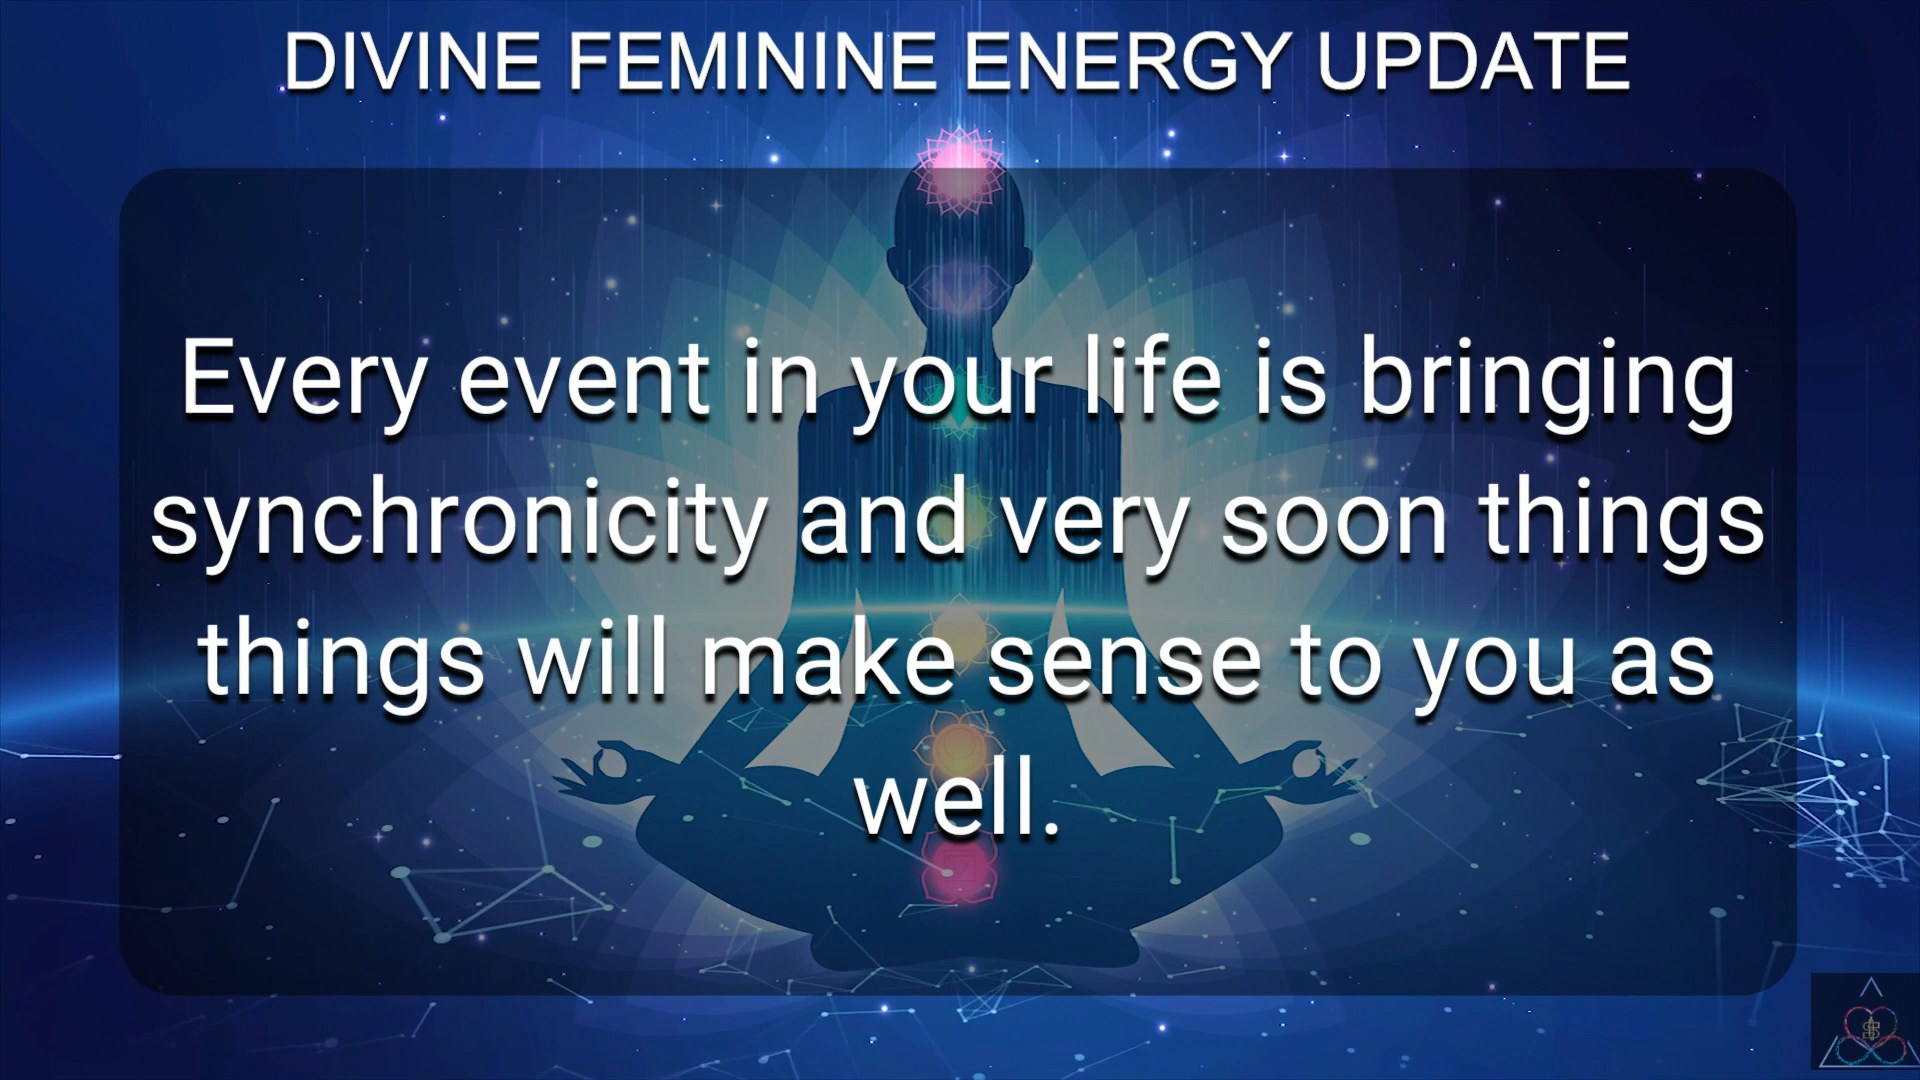 DIVINE FEMININE ENERGY UPDATE
Every event in your life is bringing
synchronicity and very soon things
things will make sense to you as
well.